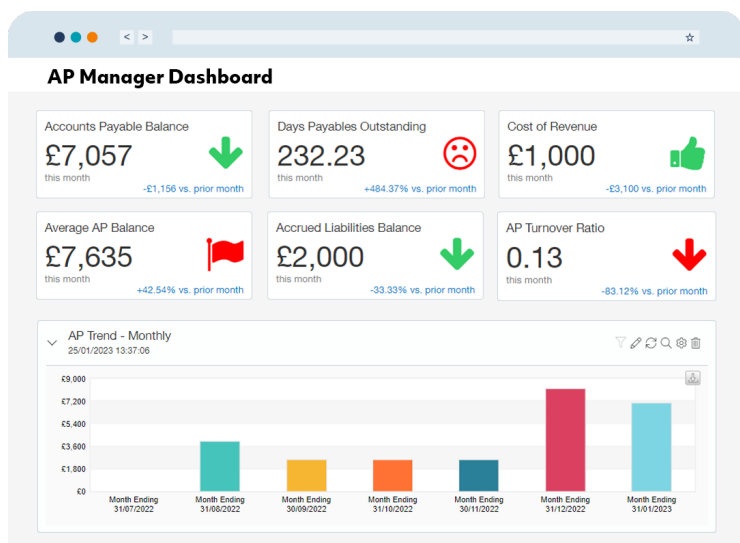 < >
AP Manager Dashboard
Accounts Payable Balance
£7,057
this month
-£1,156 vs. prior month
Days Payables Outstanding
232.23
this month
+484.37% vs. prior month
Cost of Revenue
£1,000
this month
-£3,100 vs. prior month
Average AP Balance
£7,635
this month
+42.54% vs. prior month
Accrued Liabilities Balance
£2,000
this month
-33.33% vs. prior month
AP Turnover Ratio
0.13
this month
-83.12% vs. prior month
AP Trend - Monthly
25/01/2023 13:37:06
£9,000
£7,200
£5,400
£3,600
£1,800
£0
Month Ending
31/07/2022
Month Ending
31/08/2022
Month Ending
30/09/2022
Month Ending
31/10/2022
Month Ending
30/11/2022
Month Ending
31/12/2022
Month Ending
31/01/2023